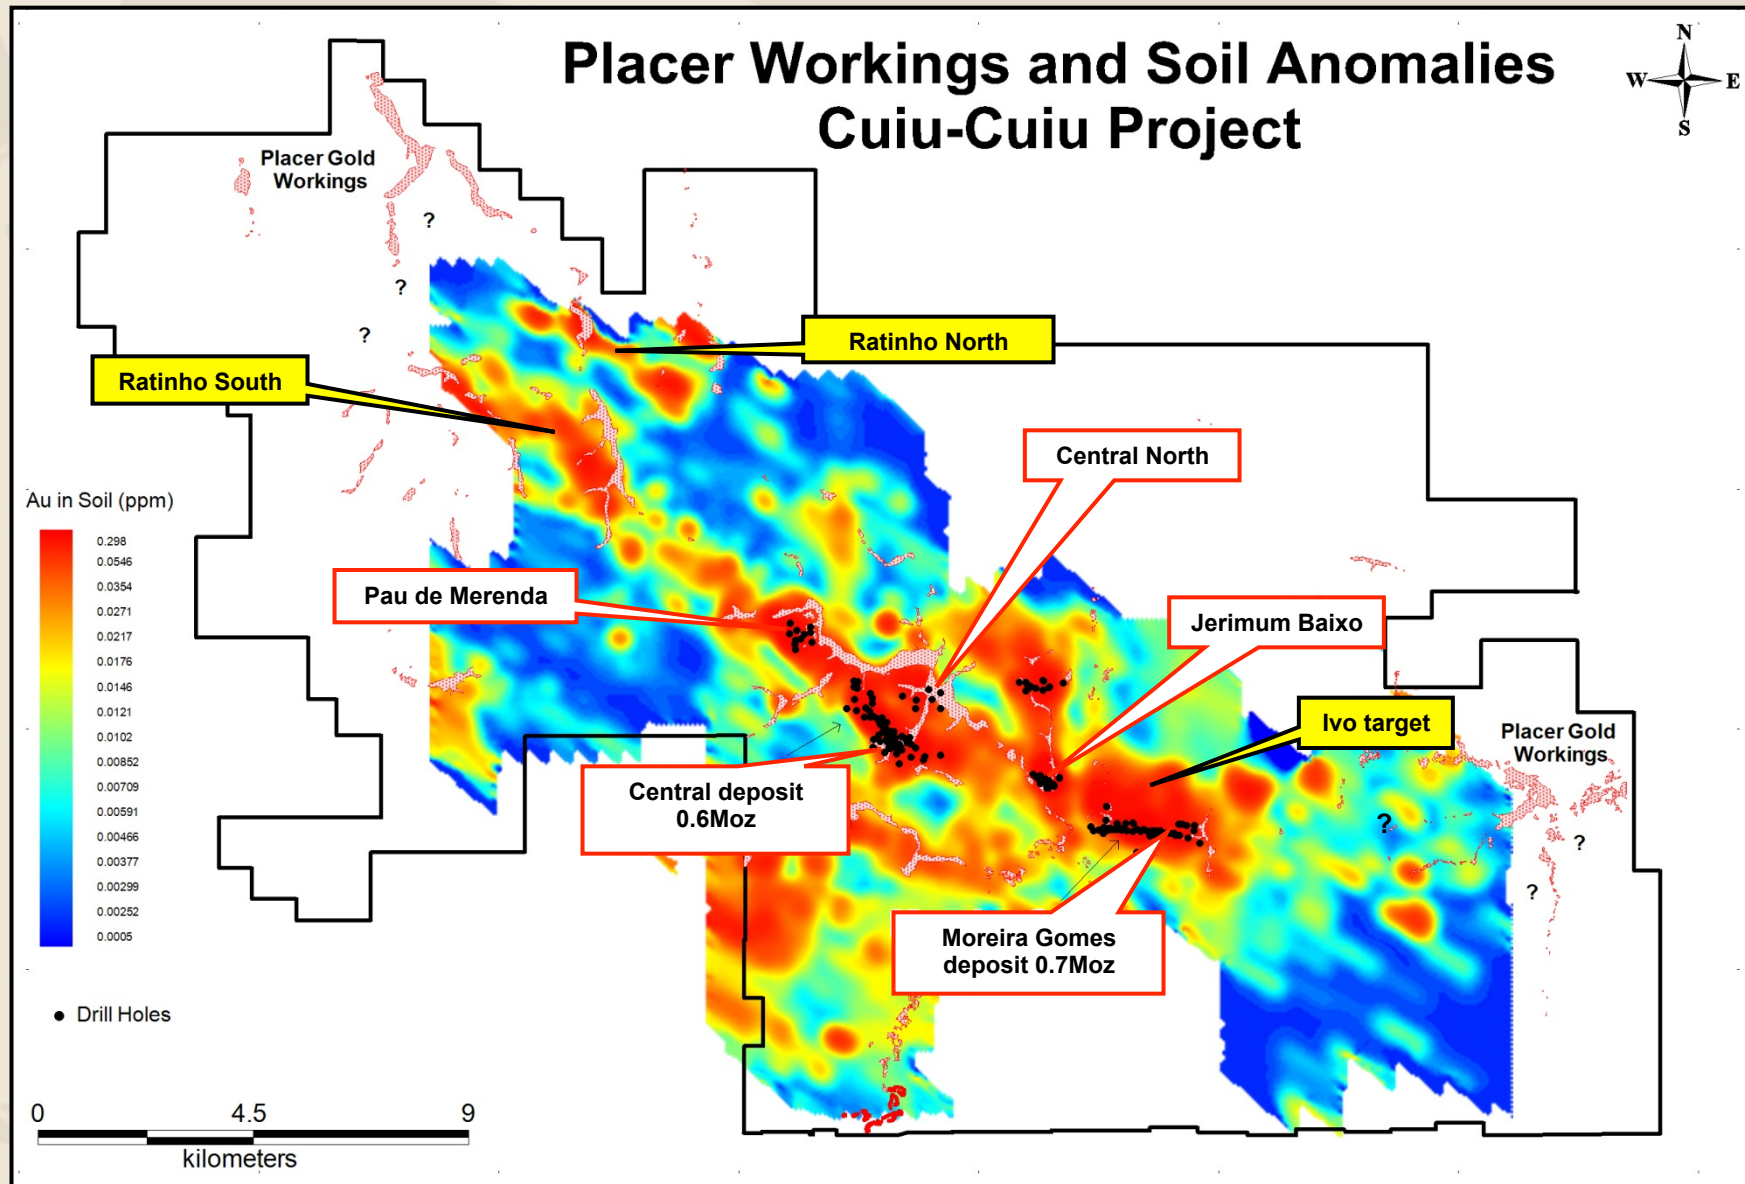 Placer Workings and Soil Anomalies
Cuiu-Cuiu Project
N
W
E
S
Placer Gold
Workings
?
?
?
Ratinho North
Ratinho South
Central North
Au in Soil (ppm)
0.298
0.0546
0.0354
0.0271
0.0217
0.0176
0.0146
0.0121
0.0102
0.00852
0.00709
0.00591
0.00466
0.00377
0.00299
0.00252
0.0005
Pau de Merenda
Jerimum Baixo
Ivo target
Placer Gold
Workings
Central deposit
0.6Moz
?
?
?
Moreira Gomes
deposit 0.7Moz
Drill Holes
0
4.5
9
kilometers